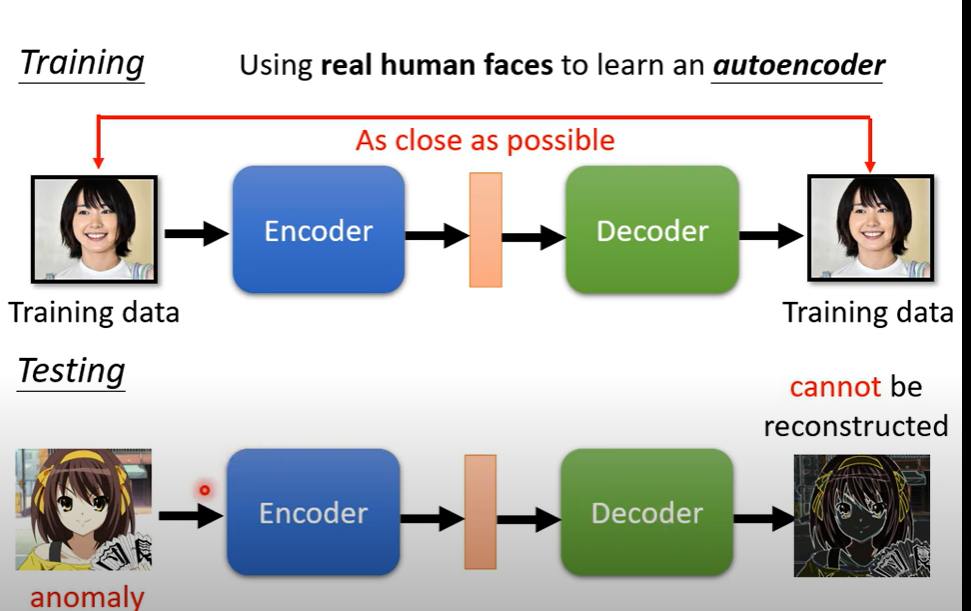 Training
Using real human faces to learn an autoencoder
As close as possible
Encoder
Decoder
Training data
Training data
Testing
cannot be
reconstructed
Encoder
Decoder
anomaly